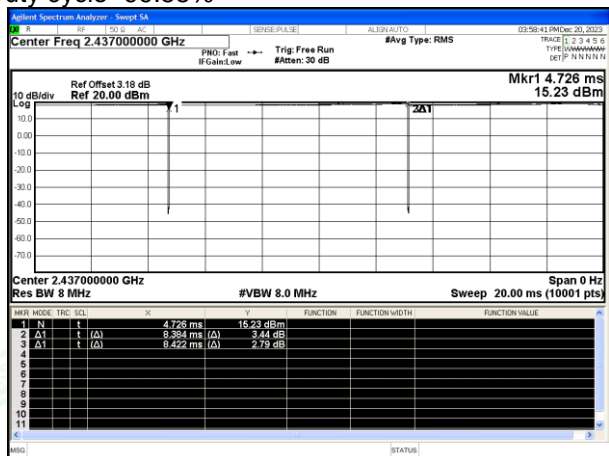 duty cycle
Agilent Spectrum Analyzer - Swept SA
R RF 50 Ω AC SENSE:PULSE ALIGN AUTO 03:58:41 PM Dec 20, 2023
Center Freq 2.437000000 GHz #Avg Type: RMS TRACE 1 2 3 4 5 6
PNO: Fast Trig: Free Run TYPE
IFGain:Low #Atten: 30 dB DET P N N N N N
Mkr1 4.726 ms
15.23 dBm
Ref Offset 3.18 dB
10 dB/div Ref 20.00 dBm
Log
1 2Δ1
10.0
0.00
-10.0
-20.0
-30.0
-40.0
-50.0
-60.0
-70.0
Center 2.437000000 GHz Span 0 Hz
Res BW 8 MHz #VBW 8.0 MHz Sweep 20.00 ms (10001 pts)
MKR MODE TRC SCL X Y FUNCTION FUNCTION WIDTH FUNCTION VALUE
1 N t 4.726 ms 15.23 dBm
2 Δ1 t (Δ) 8.384 ms (Δ) 3.44 dB
3 Δ1 t (Δ) 8.422 ms (Δ) 2.79 dB
4
5
6
7
8
9
10
11
MSG STATUS